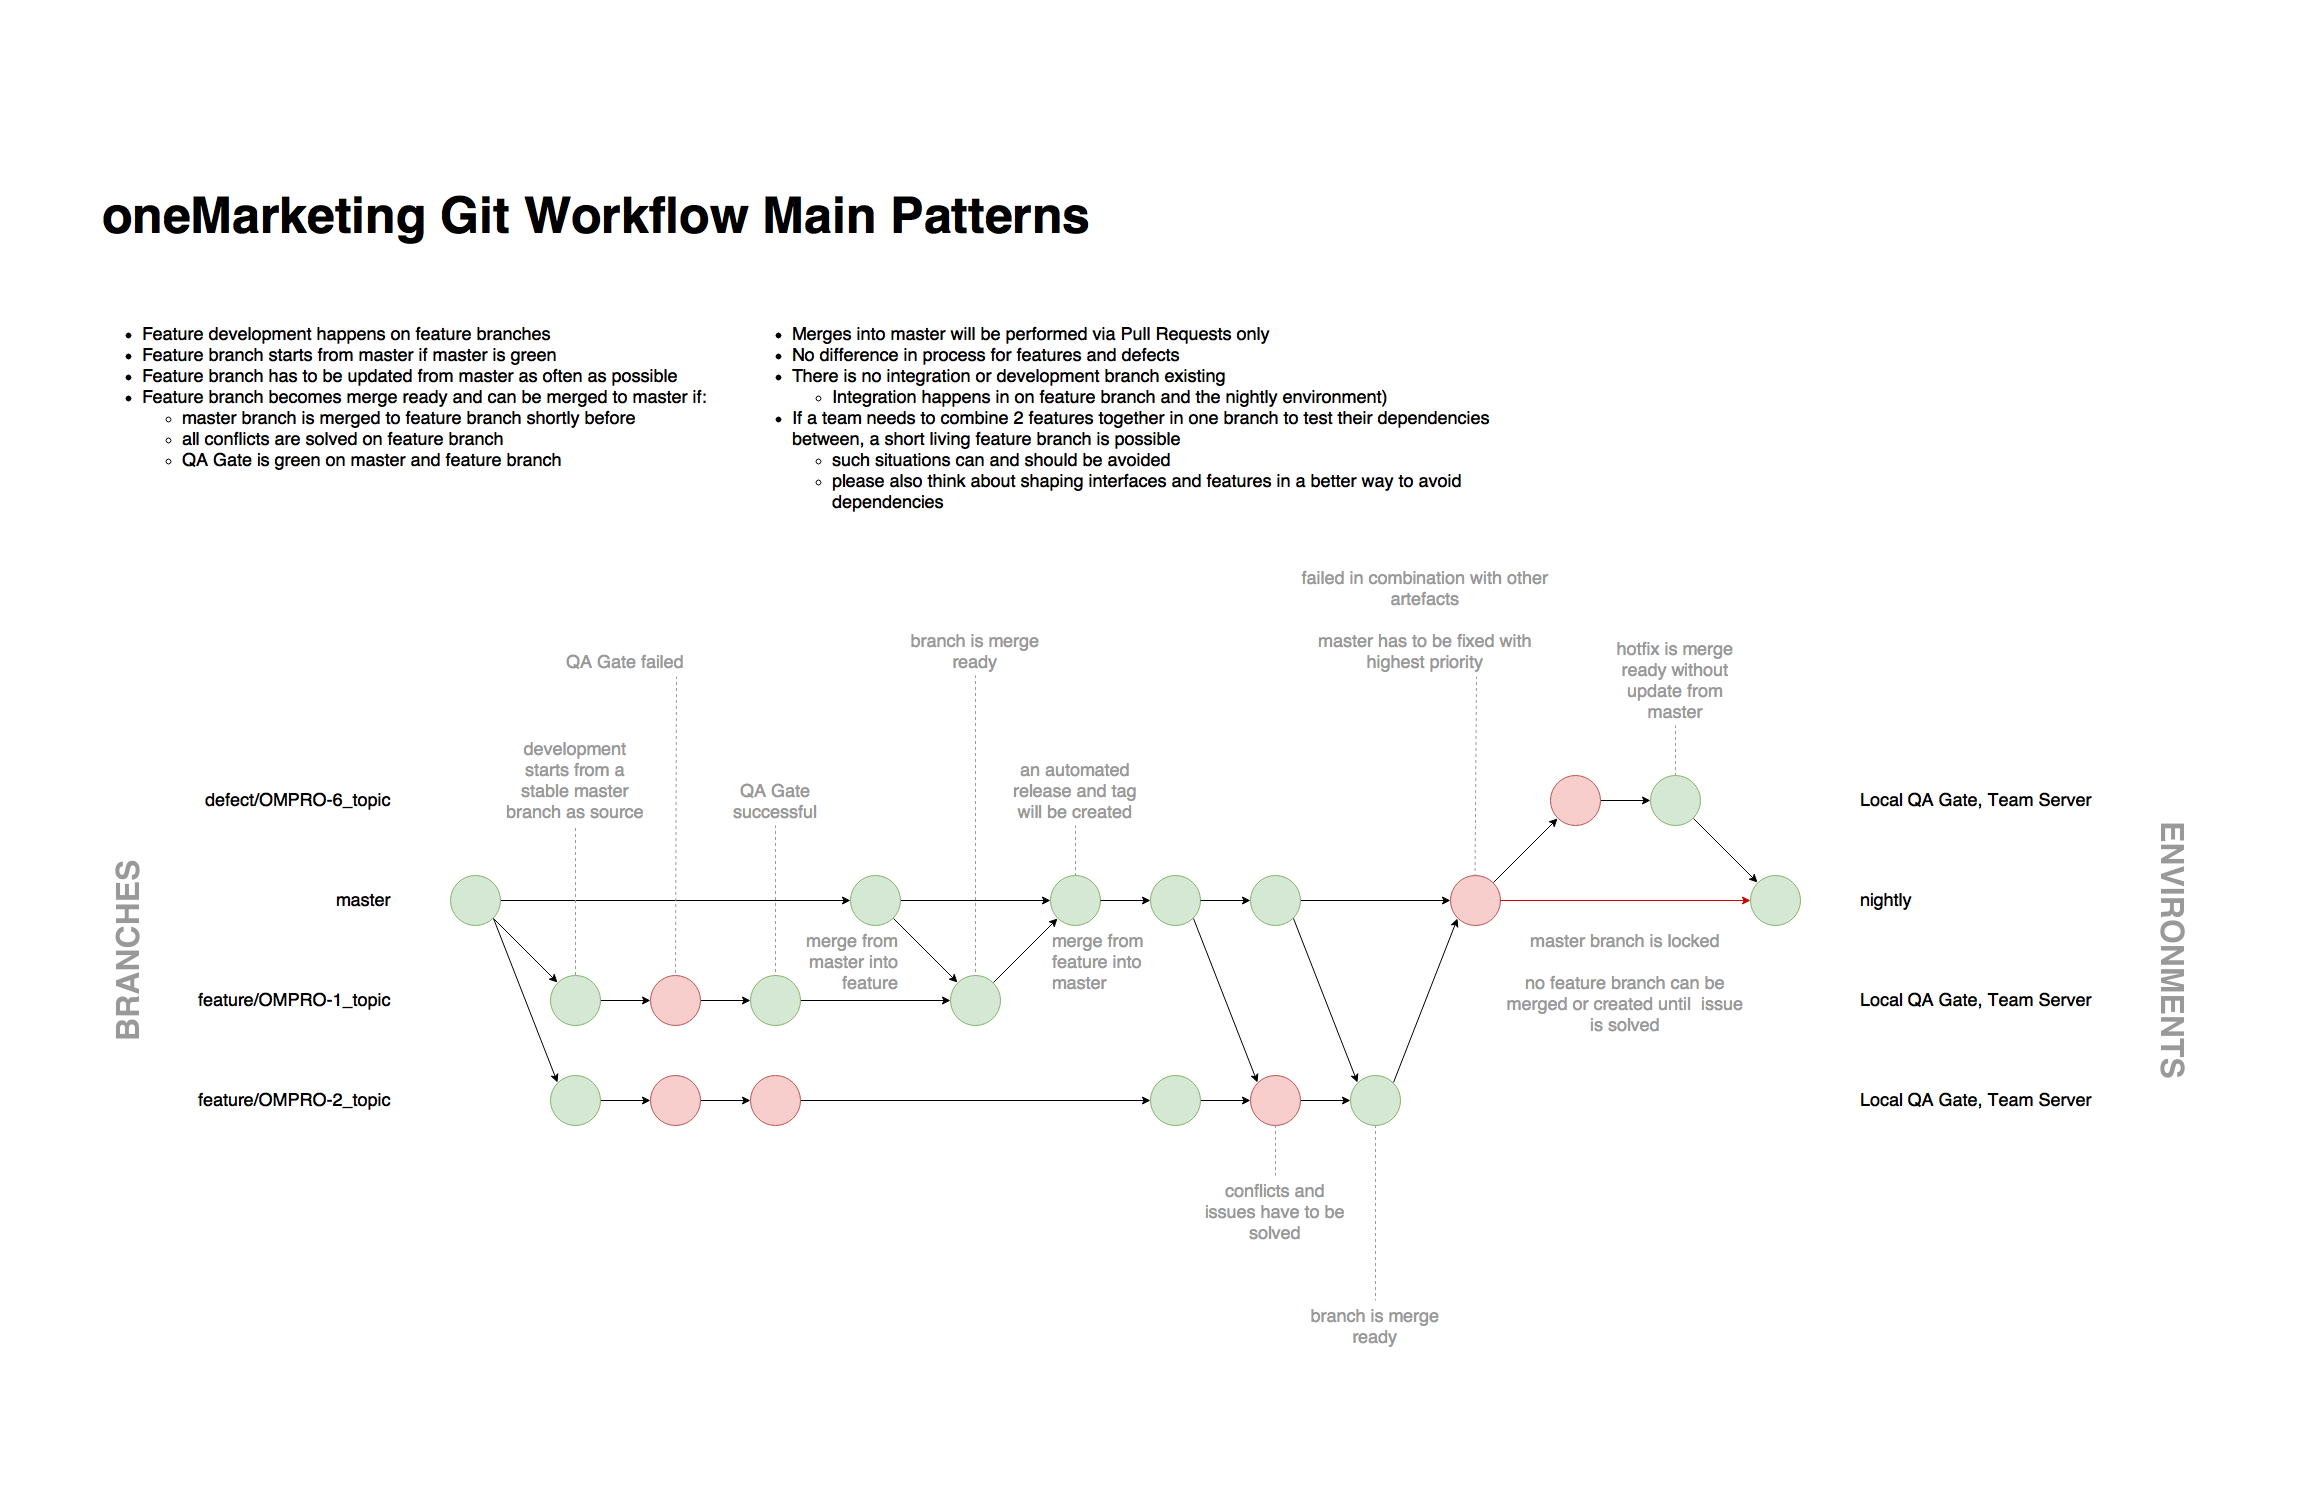 oneMarketing Git Workflow Main Patterns
Feature development happens on feature branches
Feature branch starts from master if master is green
Feature branch has to be updated from master as often as possible
Feature branch becomes merge ready and can be merged to master if:
master branch is merged to feature branch shortly before
all conflicts are solved on feature branch
QA Gate is green on master and feature branch
Merges into master will be performed via Pull Requests only
No difference in process for features and defects
There is no integration or development branch existing
Integration happens in on feature branch and the nightly environment)
If a team needs to combine 2 features together in one branch to test their dependencies
between, a short living feature branch is possible
such situations can and should be avoided
please also think about shaping interfaces and features in a better way to avoid
dependencies
failed in combination with other
artefacts
master has to be fixed with
highest priority
branch is merge
ready
QA Gate failed
hotfix is merge
ready without
update from
master
development
starts from a
stable master
branch as source
QA Gate
successful
an automated
release and tag
will be created
BRANCHES
defect/OMPRO-6_topic
Local QA Gate, Team Server
master
nightly
merge from
master into
feature
merge from
feature into
master
master branch is locked
no feature branch can be
merged or created until  issue
is solved
feature/OMPRO-1_topic
Local QA Gate, Team Server
feature/OMPRO-2_topic
Local QA Gate, Team Server
ENVIRONMENTS
conflicts and
issues have to be
solved
branch is merge
ready